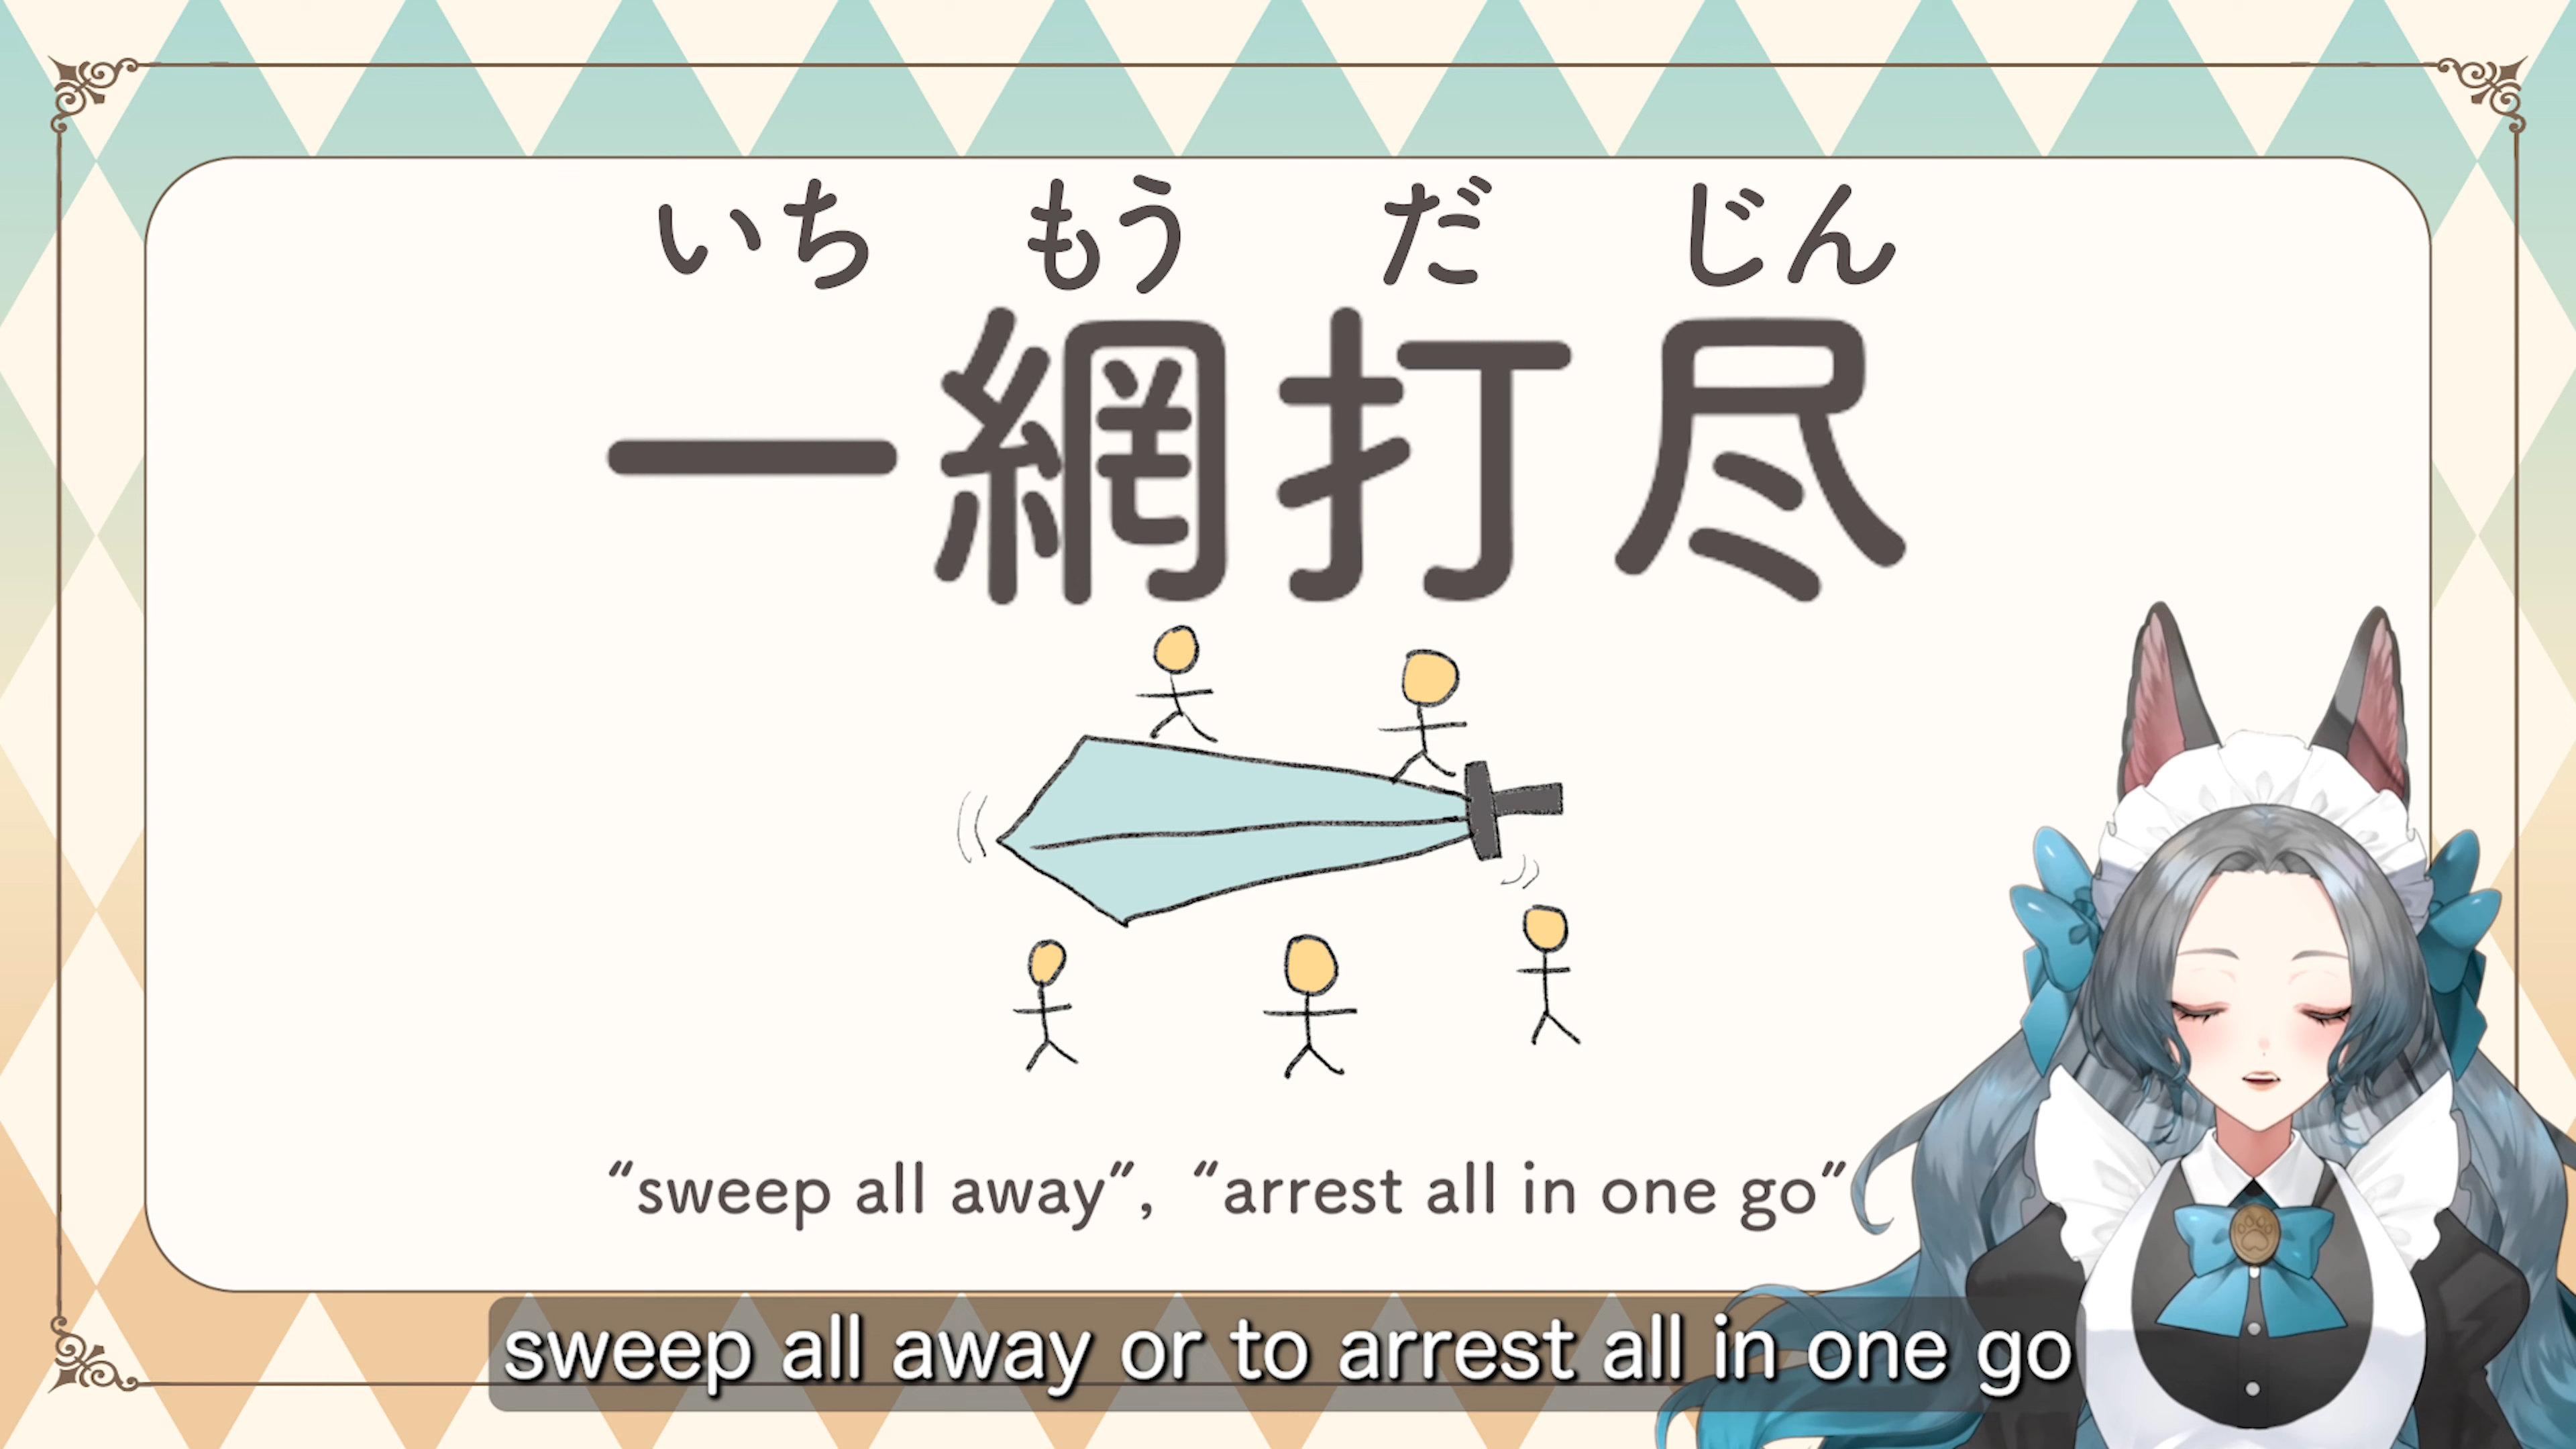 いち もう だ じん
一網打尽
“sweep all away”, “arrest all in one go”
sweep all away or to arrest all in one go